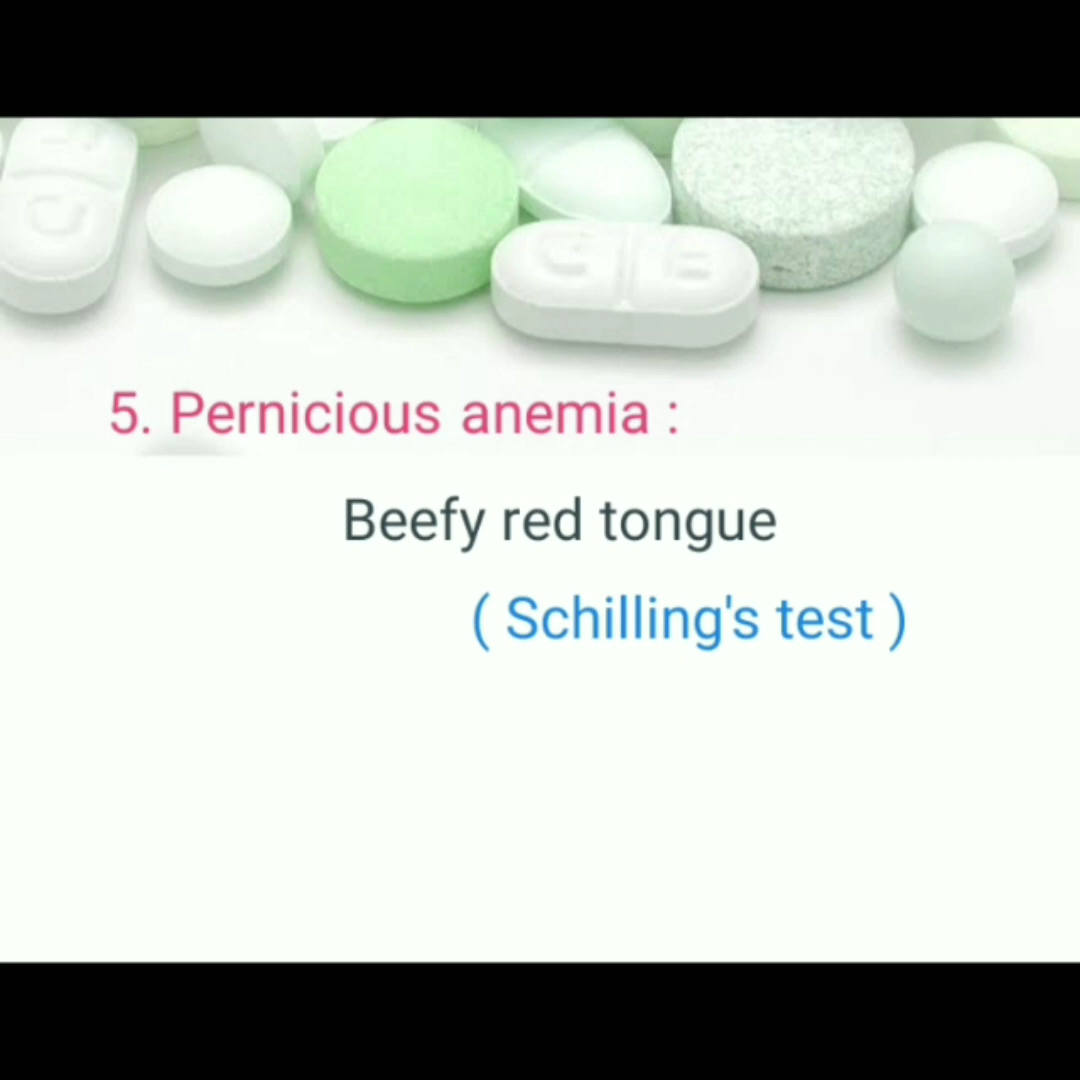 5. Pernicious anemia :
Beefy red tongue
( Schilling's test )